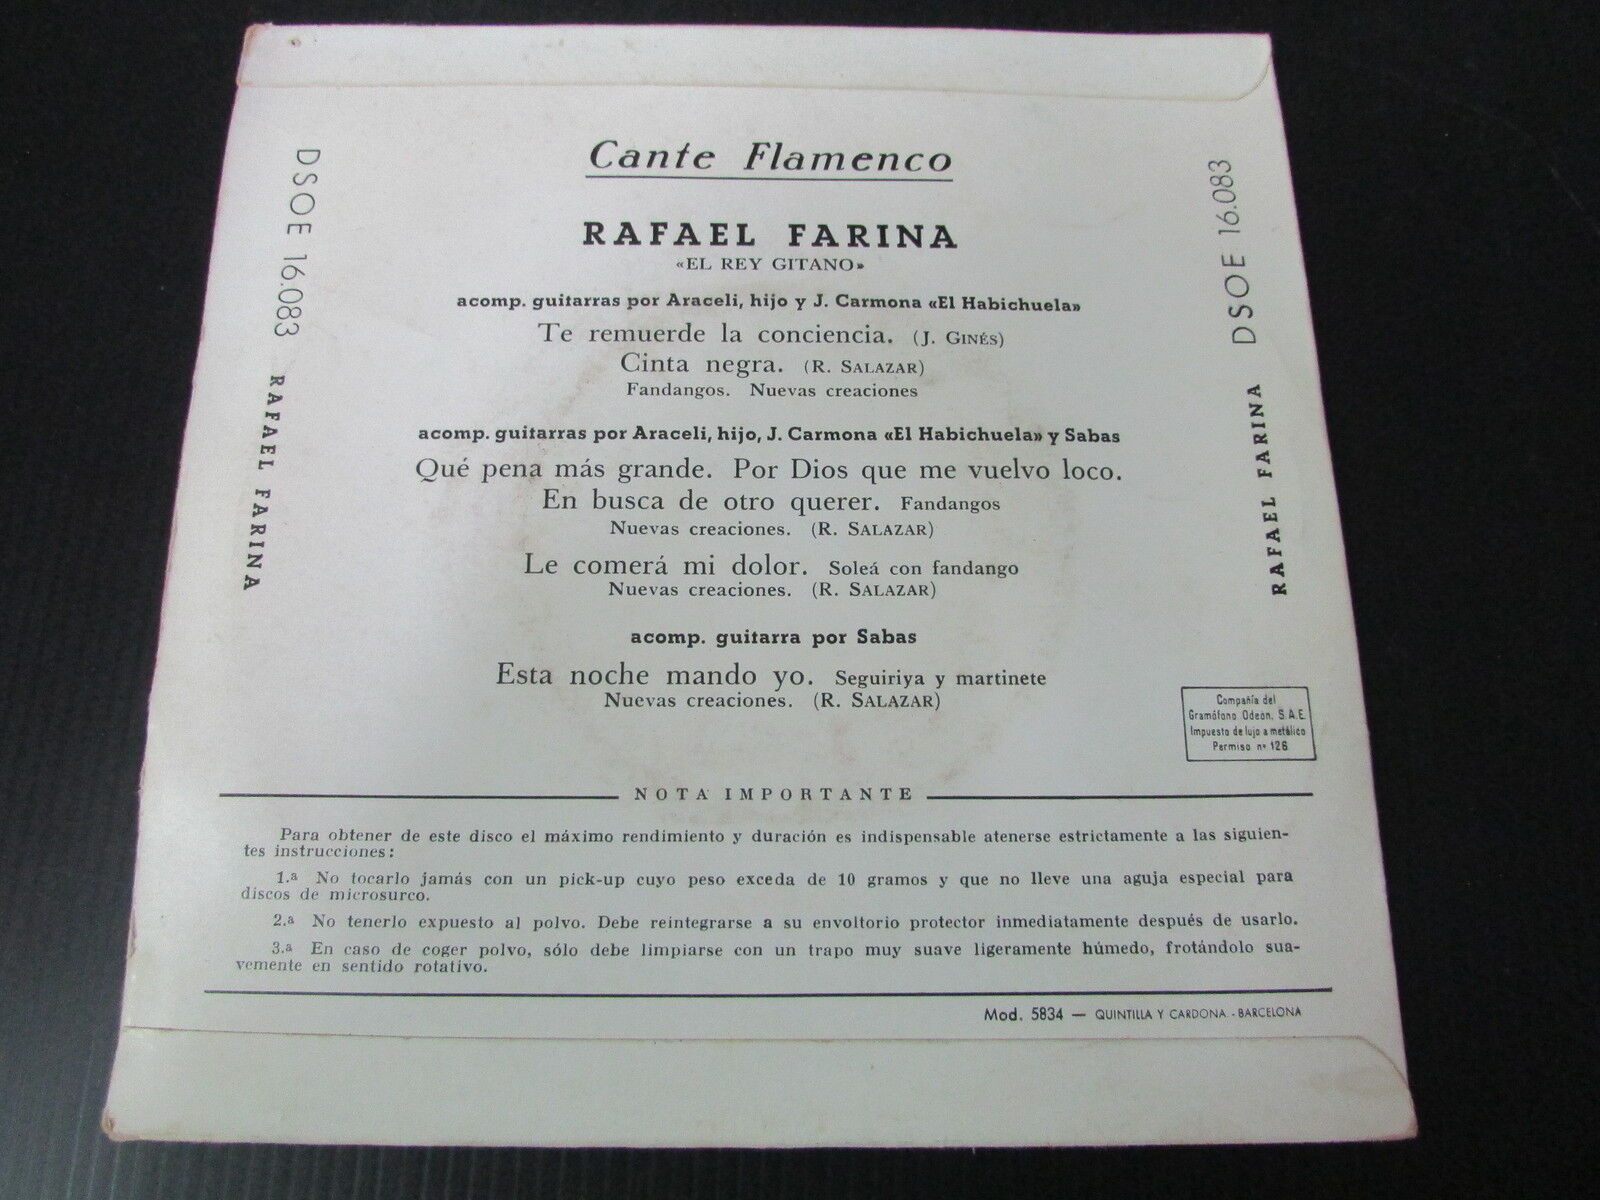 Cante Flamenco
RAFAEL FARINA
«EL REY GITANO»
acomp. guitarras por Araceli, hijo y J. Carmona «El Habichuela»
Te remuerde la conciencia. (J. GINÉS)
Cinta negra. (R. SALAZAR)
Fandangos. Nuevas creaciones
acomp. guitarras por Araceli, hijo, J. Carmona «El Habichuela» y Sabas
Qué pena más grande. Por Dios que me vuelvo loco.
En busca de otro querer. Fandangos
Nuevas creaciones. (R. SALAZAR)
Le comerá mi dolor. Soleá con fandango
Nuevas creaciones. (R. SALAZAR)
acomp. guitarra por Sabas
Esta noche mando yo. Seguiriya y martinete
Nuevas creaciones. (R. SALAZAR)
DSOE 16.083 RAFAEL FARINA
DSOE 16.083 RAFAEL FARINA
Compañía del
Gramófono Odeón, S.A.E.
Impuesto de lujo a metálico
Permiso nº 126
NOTA IMPORTANTE
Para obtener de este disco el máximo rendimiento y duración es indispensable atenerse estrictamente a las siguien-
tes instrucciones:
1.ª No tocarlo jamás con un pick-up cuyo peso exceda de 10 gramos y que no lleve una aguja especial para
discos de microsurco.
2.ª No tenerlo expuesto al polvo. Debe reintegrarse a su envoltorio protector inmediatamente después de usarlo.
3.ª En caso de coger polvo, sólo debe limpiarse con un trapo muy suave ligeramente húmedo, frotándolo sua-
vemente en sentido rotativo.
Mod. 5834 — QUINTILLA Y CARDONA - BARCELONA